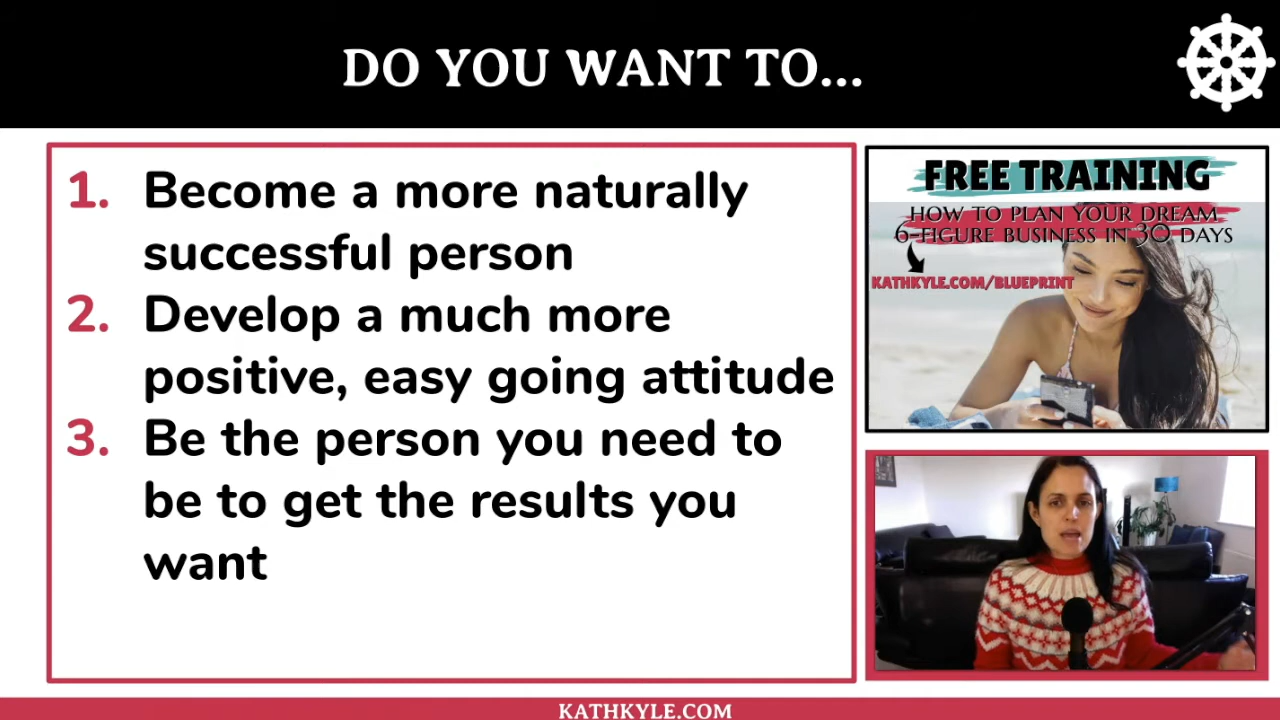 DO YOU WANT TO...
1. Become a more naturally
successful person
2. Develop a much more
positive, easy going attitude
3. Be the person you need to
be to get the results you
want
FREE TRAINING
HOW TO PLAN YOUR DREAM
6-FIGURE BUSINESS IN 30 DAYS
KATHKYLE.COM/BLUEPRINT
KATHKYLE.COM